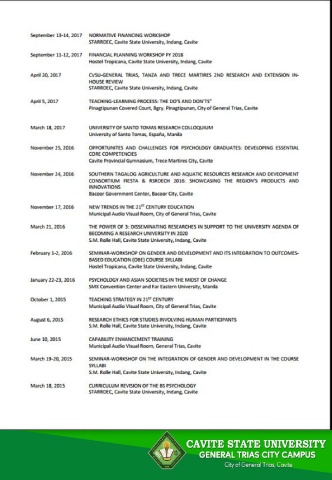 September 13-14, 2017 NORMATIVE FINANCING WORKSHOP
STARRDEC, Cavite State University, Indang, Cavite
September 11-12, 2017 FINANCIAL PLANNING WORKSHOP FY 2018
Hostel Tropicana, Cavite State University, Indang, Cavite
April 20, 2017 CVSU-GENERAL TRIAS, TANZA AND TRECE MARTIRES 2ND RESEARCH AND EXTENSION IN-
HOUSE REVIEW
STARRDEC, Cavite State University, Indang, Cavite
April 5, 2017 TEACHING-LEARNING PROCESS: THE DO'S AND DON'TS"
Pinagtipunan Covered Court, Bgry. Pinagtipunan, City of General Trias, Cavite
March 18, 2017 UNIVERSITY OF SANTO TOMAS RESEARCH COLLOQUIUM
University of Santo Tomas, España, Manila
November 25, 2016 OPPORTUNITES AND CHALLENGES FOR PSYCHOLOGY GRADUATES: DEVELOPING ESSENTIAL
CORE COMPETENCIES
Cavite Provincial Gymnasium, Trece Martires City, Cavite
November 24, 2016 SOUTHERN TAGALOG AGRICULTURE AND AQUATIC RESOURCES RESEARCH AND DEVELOPMENT
CONSORTIUM FIESTA & RSRDEICH 2016: SHOWCASING THE REGION'S PRODUCTS AND
INNOVATIONS
Bacoor Government Center, Bacoor City, Cavite
November 17, 2016 NEW TRENDS IN THE 21ST CENTURY EDUCATION
Municipal Audio Visual Room, City of General Trias, Cavite
March 21, 2016 THE POWER OF 3: DISSEMINATING RESEARCHES IN SUPPORT TO THE UNIVERSITY AGENDA OF
BECOMING A RESEARCH UNIVERSITY IN 2020
S.M. Rolle Hall, Cavite State University, Indang, Cavite
February 1-2, 2016 SEMINAR-WORKSHOP ON GENDER AND DEVELOPMENT AND ITS INTEGRATION TO OUTCOMES-
BASED EDUCATION (OBE) COURSE SYLLABI
Hostel Tropicana, Cavite State University, Indang, Cavite
January 22-23, 2016 PSYCHOLOGY AND ASIAN SOCIETIES IN THE MIDST OF CHANGE
SMX Convention Center and Far Eastern University, Manila
October 1, 2015 TEACHING STRATEGY IN 21ST CENTURY
Municipal Audio Visual Room, City of General Trias, Cavite
August 6, 2015 RESEARCH ETHICS FOR STUDIES INVOLVING HUMAN PARTICIPANTS
S.M. Rolle Hall, Cavite State University, Indang, Cavite
June 10, 2015 CAPABILITY ENHANCEMENT TRAINING
Municipal Audio Visual Room, General Trias, Cavite
March 19-20, 2015 SEMINAR-WORKSHOP ON THE INTEGRATION OF GENDER AND DEVELOPMENT IN THE COURSE
SYLLABI
S.M. Rolle Hall, Cavite State University, Indang, Cavite
March 18, 2015 CURRICULUM REVISION OF THE BS PSYCHOLOGY
STARRDEC, Cavite State University, Indang, Cavite
CAVITE STATE UNIVERSITY
GENERAL TRIAS CITY CAMPUS
City of General Trias, Cavite